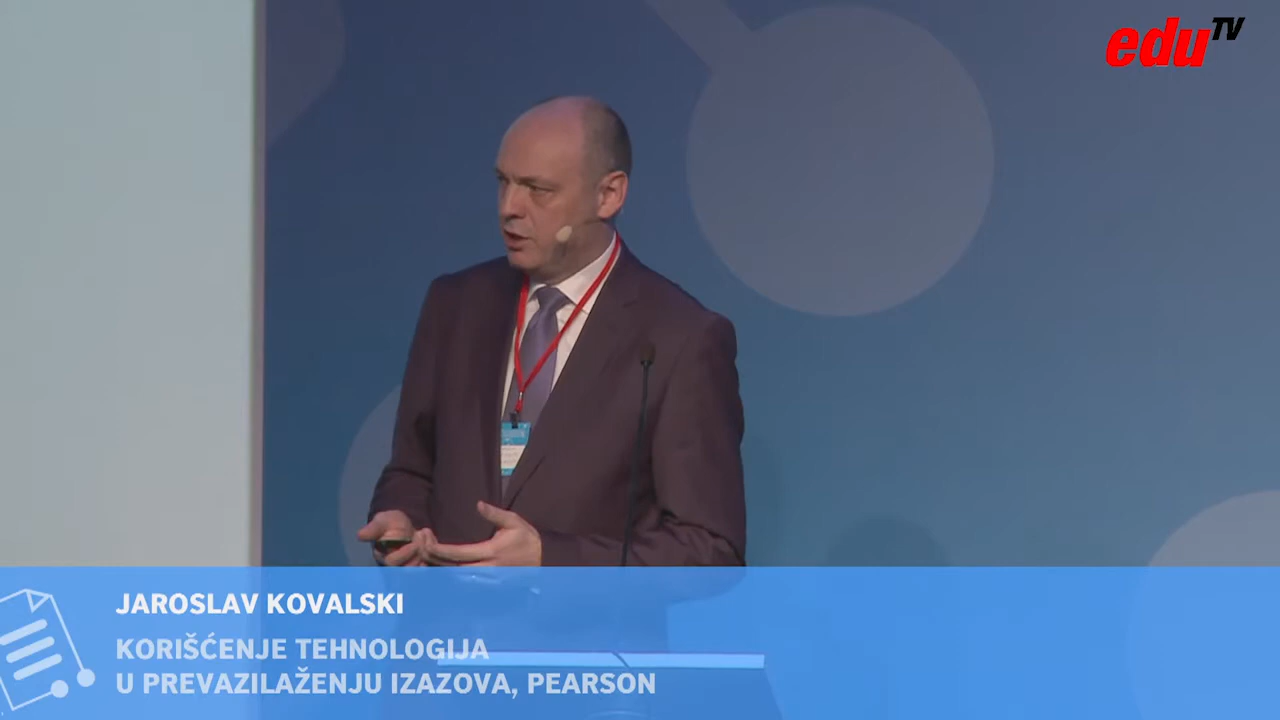 eduTV
JAROSLAV KOVALSKI
KORIŠĆENJE TEHNOLOGIJA
U PREVAZILAŽENJU IZAZOVA, PEARSON